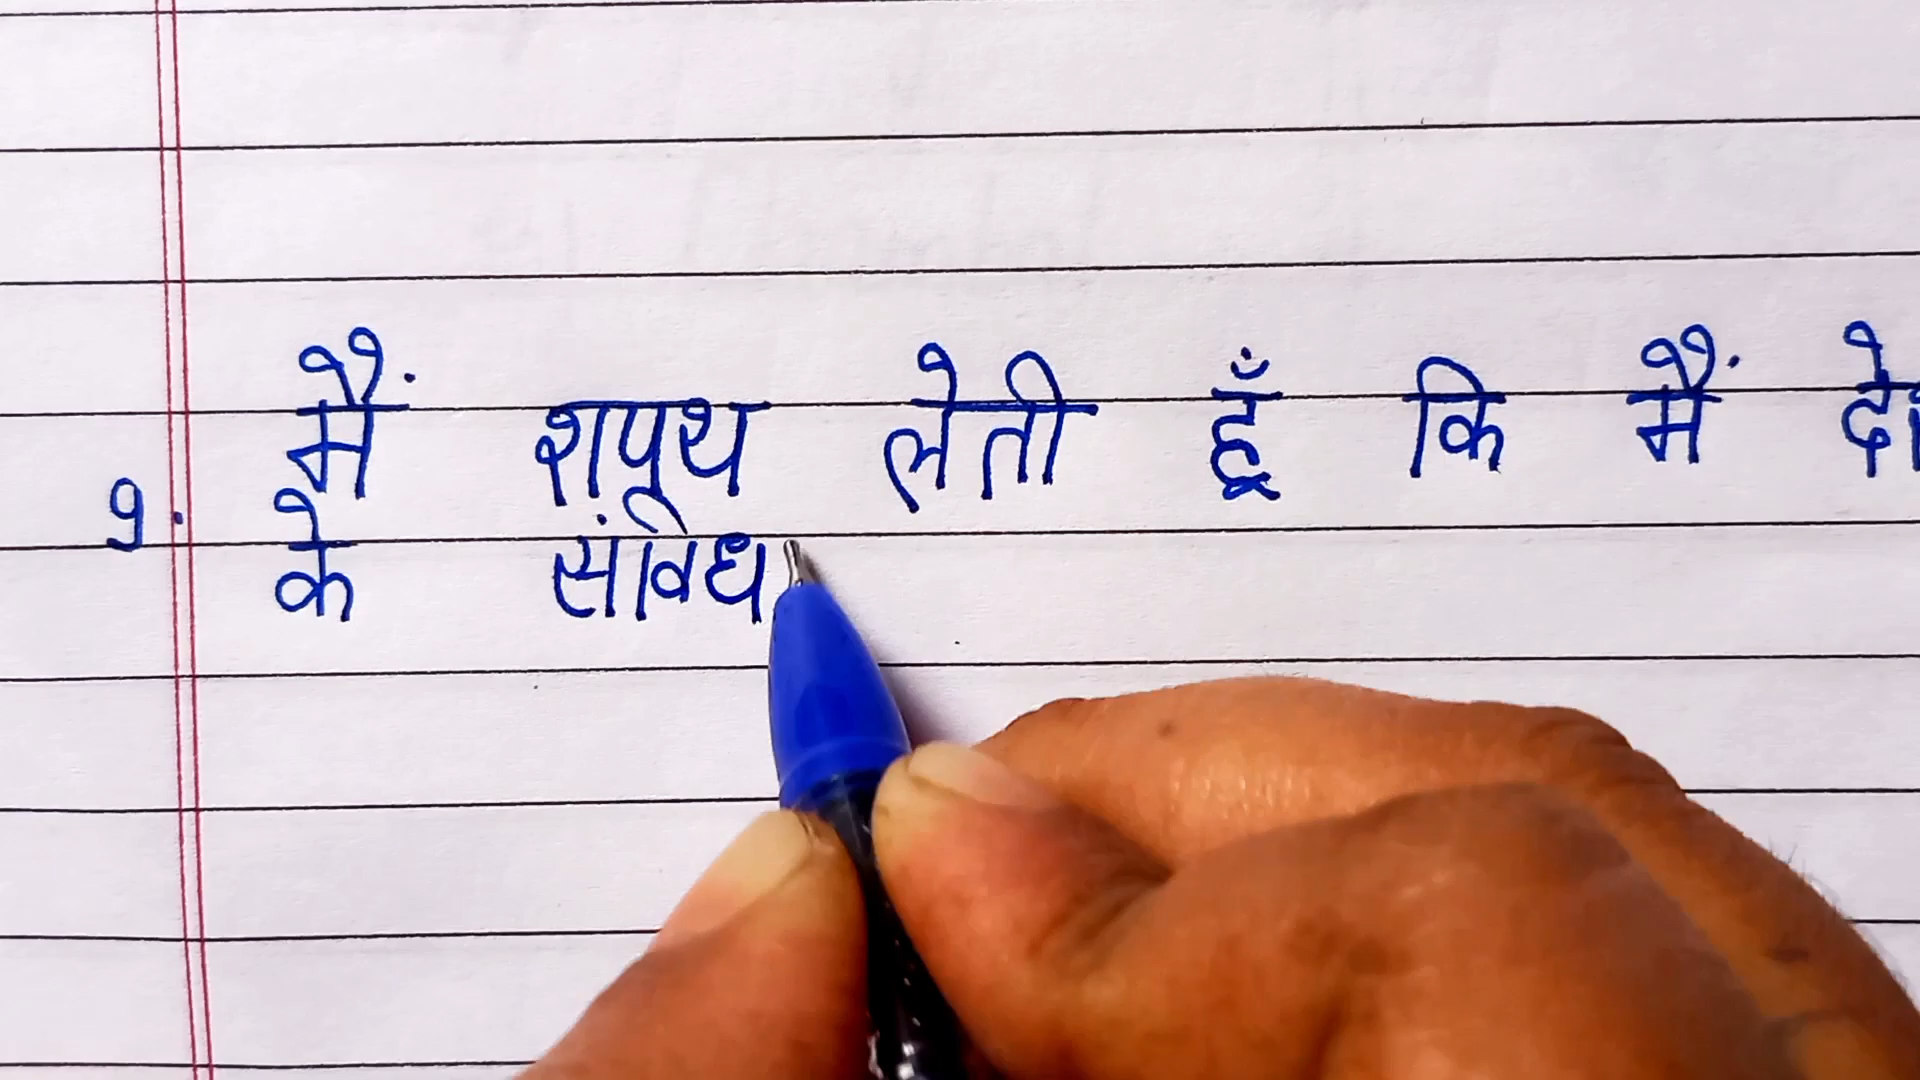 मैं शपथ लेती हूँ कि मैं दे
१. के संविध